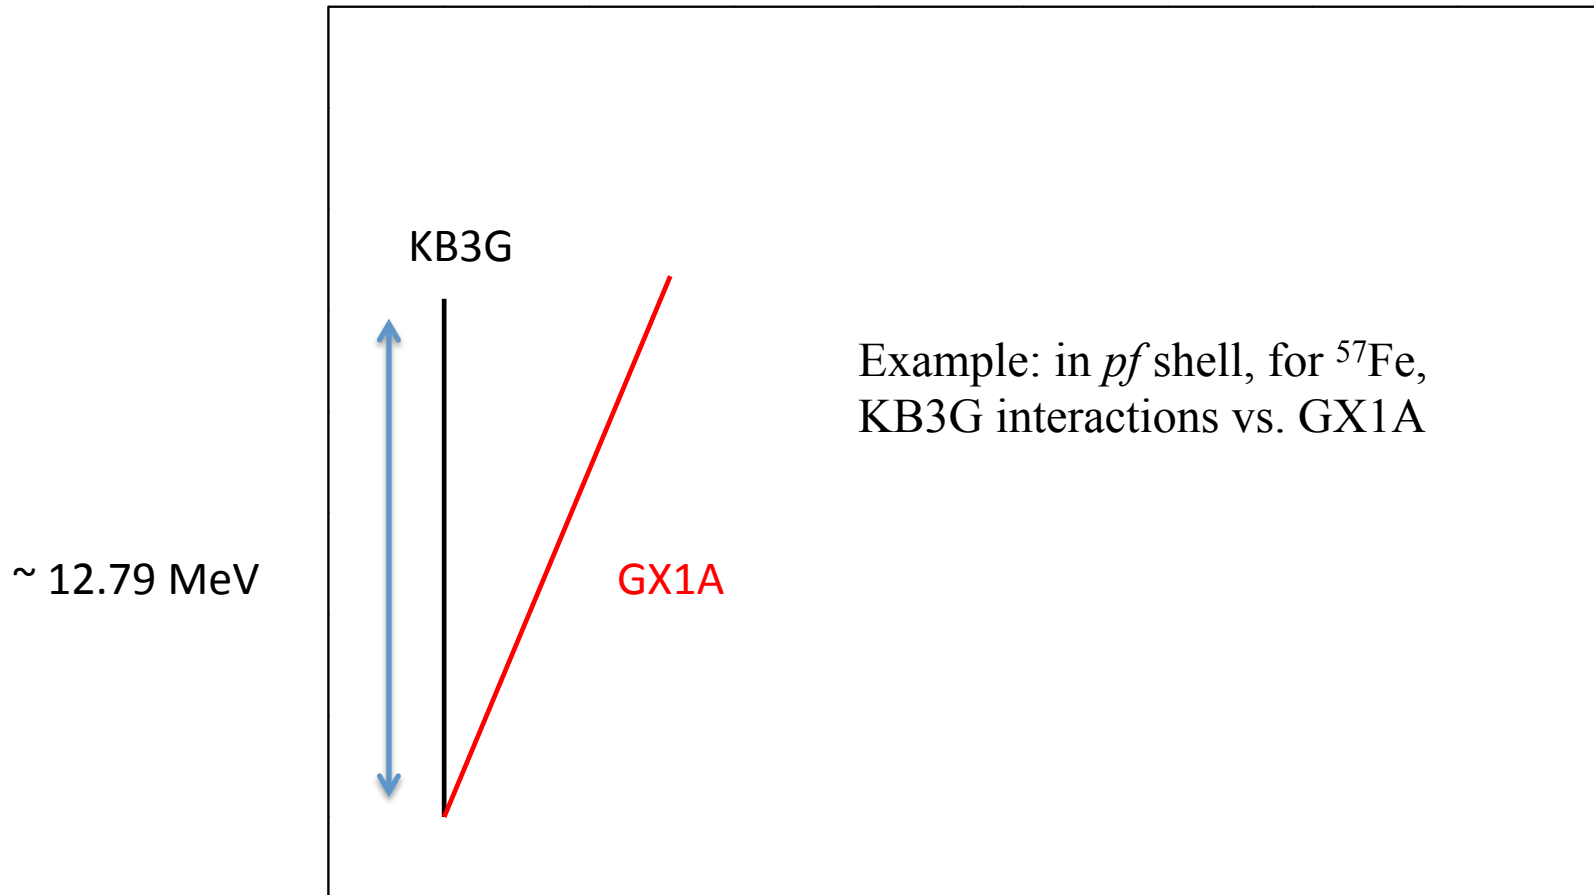 KB3G
Example: in pf shell, for ⁵⁷Fe,
KB3G interactions vs. GX1A
~ 12.79 MeV
GX1A